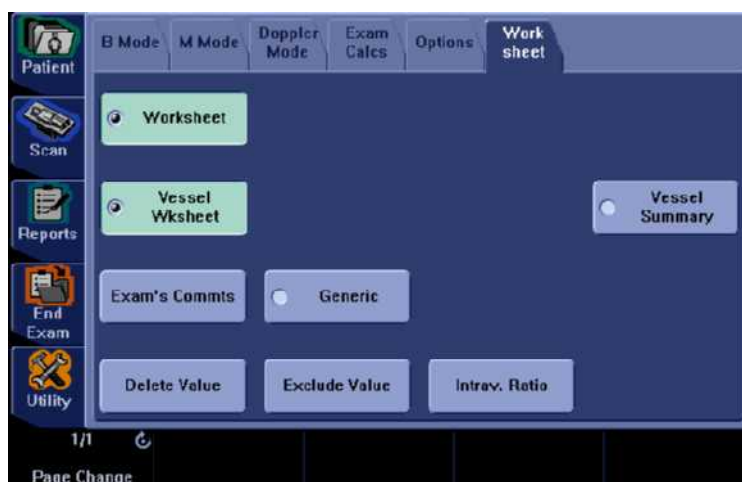 Patient
B Mode
M Mode
Doppler
Mode
Exam
Calcs
Options
Work
sheet
Scan
Worksheet
Reports
Vessel
Wksheet
Vessel
Summary
End
Exam
Exam's Commts
Generic
Utility
Delete Value
Exclude Value
Intrav. Ratio
1/1
Page Change